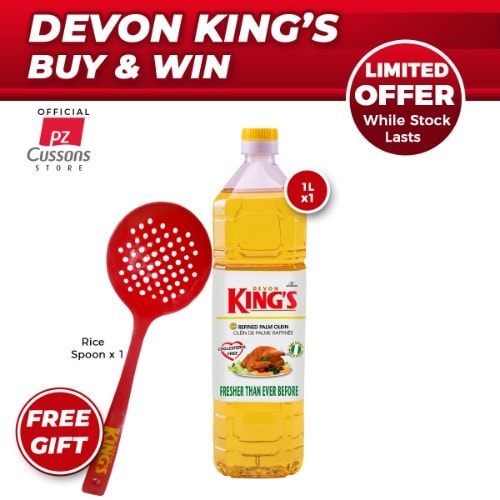 DEVON KING'S
BUY & WIN
LIMITED
OFFER
While Stock
Lasts
OFFICIAL
PZ
Cussons
STORE
1L
x1
DEVON
KING'S
REFINED PALM OLEIN
OLÉIN DE PALME RAFFINÉE
CHOLESTEROL
FREE
FRESHER THAN EVER BEFORE
Rice
Spoon x 1
FREE
GIFT
KING'S